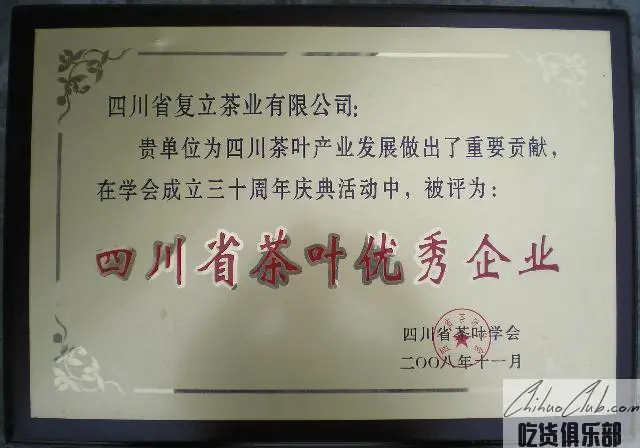 四川省复立茶业有限公司:
贵单位为四川茶叶产业发展做出了重要贡献,
在学会成立三十周年庆典活动中,被评为:
四川省茶叶优秀企业
四川省茶叶学会
二〇〇八年十一月
ChihuoClub.com
吃货俱乐部